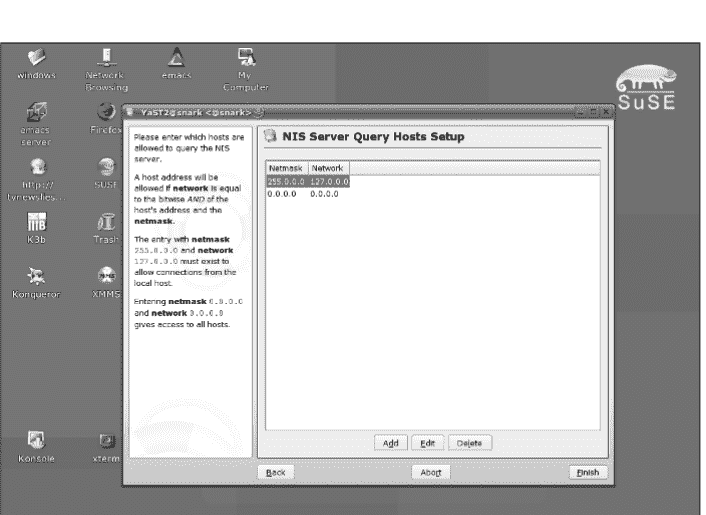 windows
Network
Browsing
emacs
My
Computer
SuSE
emacs
server
Firefox
http://
tvnewslies...
SUSE
K3b
Trash
Konqueror
XMMS
Konsole
xterm
YaST2@snark <@snark>
Please enter which hosts are
allowed to query the NIS
server.
A host address will be
allowed if network is equal
to the bitwise AND of the
host's address and the
netmask.
The entry with netmask
255.0.0.0 and network
127.0.0.0 must exist to
allow connections from the
local host.
Entering netmask 0.0.0.0
and network 0.0.0.0
gives access to all hosts.
NIS Server Query Hosts Setup
Netmask Network
255.0.0.0 127.0.0.0
0.0.0.0 0.0.0.0
Add Edit Delete
Back Abort Finish